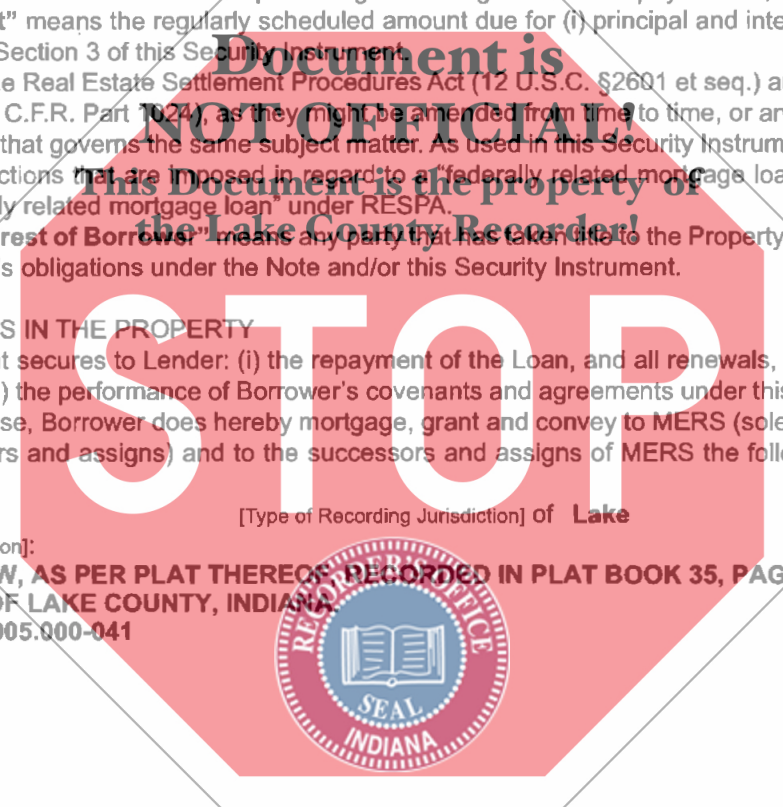 t" means the regularly scheduled amount due for (i) principal and inte
Section 3 of this Security Instrument.
Document is
e Real Estate Settlement Procedures Act (12 U.S.C. §2601 et seq.) a
C.F.R. Part 1024), as they might be amended from time to time, or an
NOT OFFICIAL!
that governs the same subject matter. As used in this Security Instrum
ctions that are imposed in regard to a "federally related mortgage loa
This Document is the property of
ly related mortgage loan" under RESPA.
rest of Borrower" means any party that has taken title to the Property
the Lake County Recorder!
s obligations under the Note and/or this Security Instrument.
S IN THE PROPERTY
t secures to Lender: (i) the repayment of the Loan, and all renewals,
) the performance of Borrower's covenants and agreements under this
se, Borrower does hereby mortgage, grant and convey to MERS (sole
rs and assigns) and to the successors and assigns of MERS the follo
STOP
[Type of Recording Jurisdiction] of Lake
on]:
W, AS PER PLAT THEREOF, RECORDED IN PLAT BOOK 35, PAG
OF LAKE COUNTY, INDIANA.
005.000-041
RECORDER'S OFFICE
SEAL
INDIANA